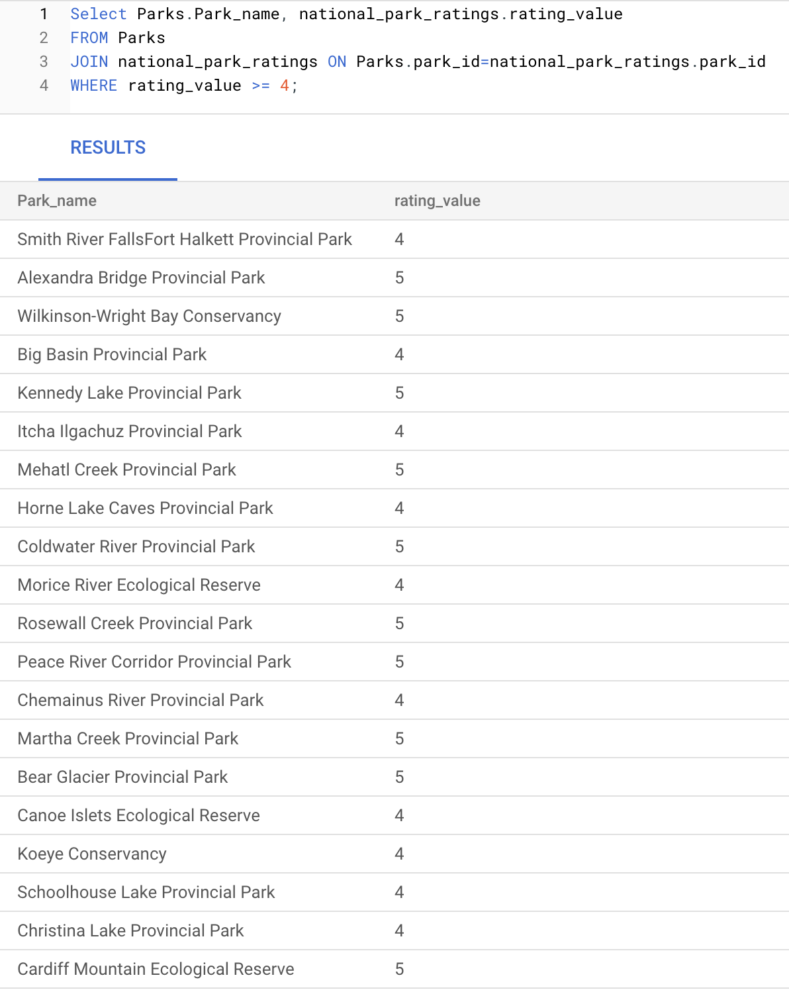 1 Select Parks.Park_name, national_park_ratings.rating_value
2 FROM Parks
3 JOIN national_park_ratings ON Parks.park_id=national_park_ratings.park_id
4 WHERE rating_value >= 4;
RESULTS
Park_name rating_value
Smith River FallsFort Halkett Provincial Park 4
Alexandra Bridge Provincial Park 5
Wilkinson-Wright Bay Conservancy 5
Big Basin Provincial Park 4
Kennedy Lake Provincial Park 5
Itcha Ilgachuz Provincial Park 4
Mehatl Creek Provincial Park 5
Horne Lake Caves Provincial Park 4
Coldwater River Provincial Park 5
Morice River Ecological Reserve 4
Rosewall Creek Provincial Park 5
Peace River Corridor Provincial Park 5
Chemainus River Provincial Park 4
Martha Creek Provincial Park 5
Bear Glacier Provincial Park 5
Canoe Islets Ecological Reserve 4
Koeye Conservancy 4
Schoolhouse Lake Provincial Park 4
Christina Lake Provincial Park 4
Cardiff Mountain Ecological Reserve 5